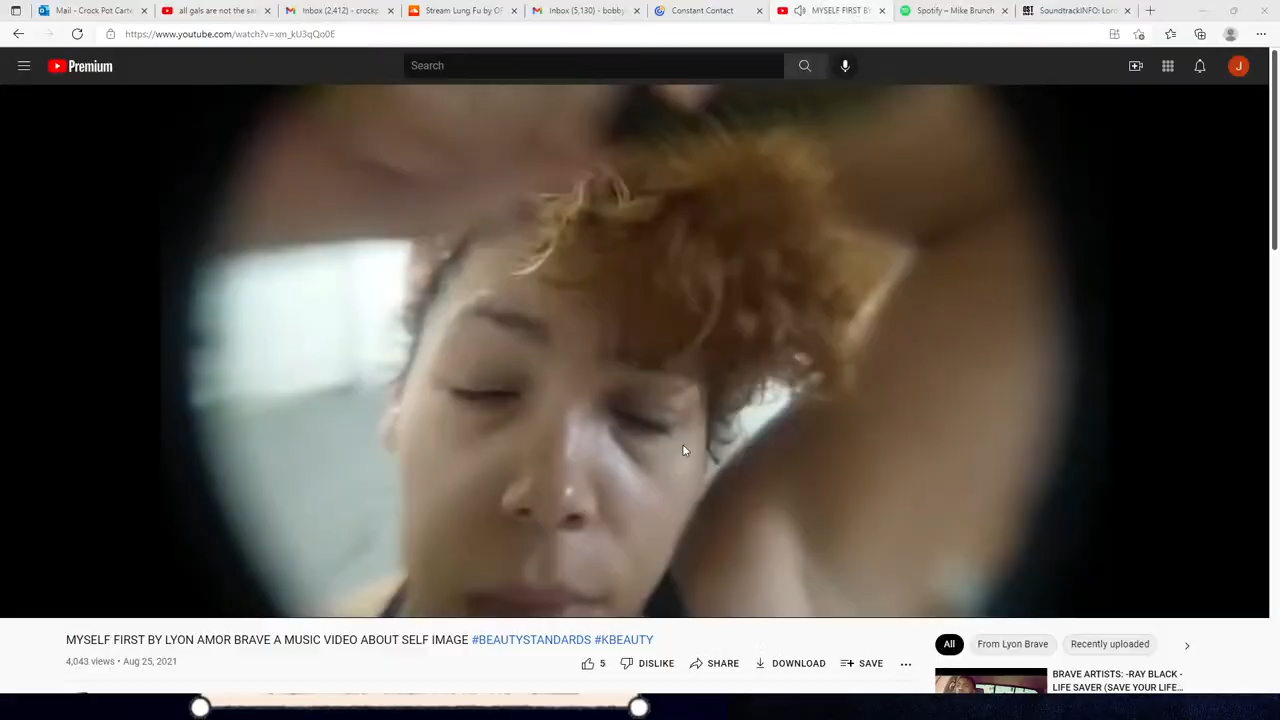 Mail - Crock Pot Carte
all gals are not the sa
Inbox (2,412) - crockp
Stream Lung Fu by OF
Inbox (5,130) - bobby
Constant Contact
MYSELF FIRST BY
Spotify – Mike Brunch
SoundtrackINFO: Lor
https://www.youtube.com/watch?v=xm_kU3qQo0E
Premium
Search
J
MYSELF FIRST BY LYON AMOR BRAVE A MUSIC VIDEO ABOUT SELF IMAGE #BEAUTYSTANDARDS #KBEAUTY
4,043 views • Aug 25, 2021
5 DISLIKE SHARE DOWNLOAD SAVE
All From Lyon Brave Recently uploaded
BRAVE ARTISTS: -RAY BLACK -
LIFE SAVER (SAVE YOUR LIFE...